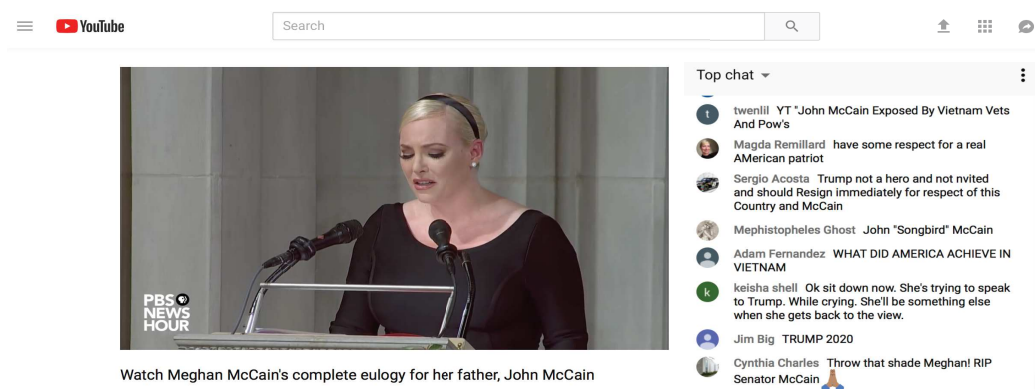 YouTube
Search
Top chat
twenlil YT "John McCain Exposed By Vietnam Vets
And Pow's
Magda Remillard have some respect for a real
AMerican patriot
Sergio Acosta Trump not a hero and not nvited
and should Resign immediately for respect of this
Country and McCain
Mephistopheles Ghost John "Songbird" McCain
Adam Fernandez WHAT DID AMERICA ACHIEVE IN
VIETNAM
k keisha shell Ok sit down now. She's trying to speak
to Trump. While crying. She'll be something else
when she gets back to the view.
Jim Big TRUMP 2020
Cynthia Charles Throw that shade Meghan! RIP
Senator McCain
PBS
NEWS
HOUR
Watch Meghan McCain's complete eulogy for her father, John McCain